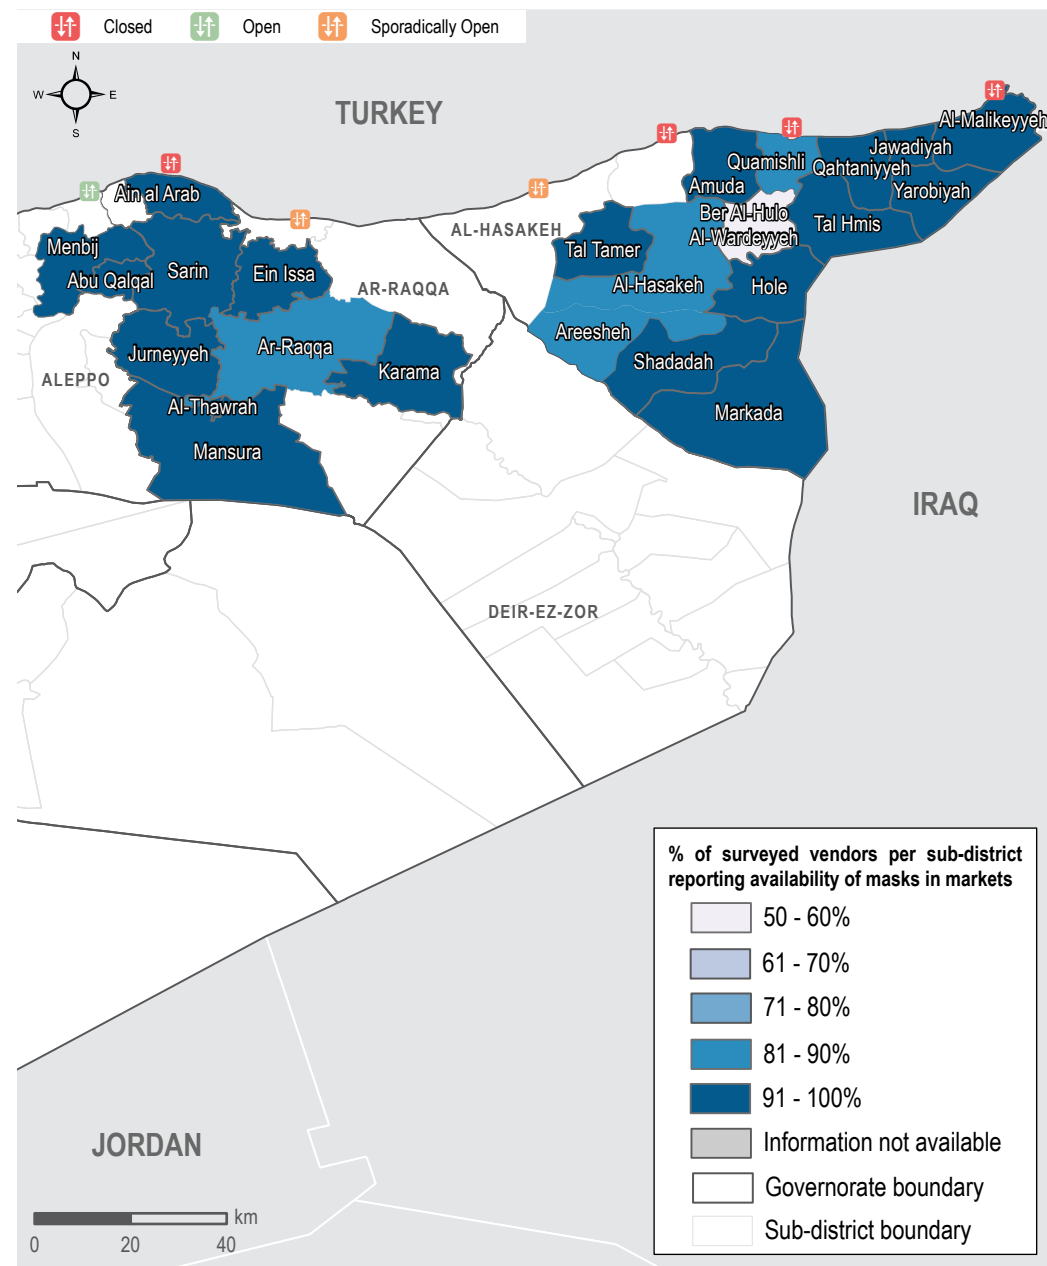 Closed
Open
Sporadically Open
N
W
E
S
TURKEY
Al-Malikeyyeh
Jawadiyah
Quamishli
Qahtaniyyeh
Amuda
Yarobiyah
Ain al Arab
Ber Al-Hulo
Al-Wardeyyeh
Tal Hmis
AL-HASAKEH
Menbij
Tal Tamer
Abu Qalqal
Sarin
Ein Issa
Al-Hasakeh
Hole
AR-RAQQA
Areesheh
Jurneyyeh
Ar-Raqqa
Shadadah
ALEPPO
Karama
Al-Thawrah
Markada
Mansura
IRAQ
DEIR-EZ-ZOR
% of surveyed vendors per sub-district
reporting availability of masks in markets
50 - 60%
61 - 70%
71 - 80%
81 - 90%
91 - 100%
Information not available
Governorate boundary
Sub-district boundary
JORDAN
km
0 20 40